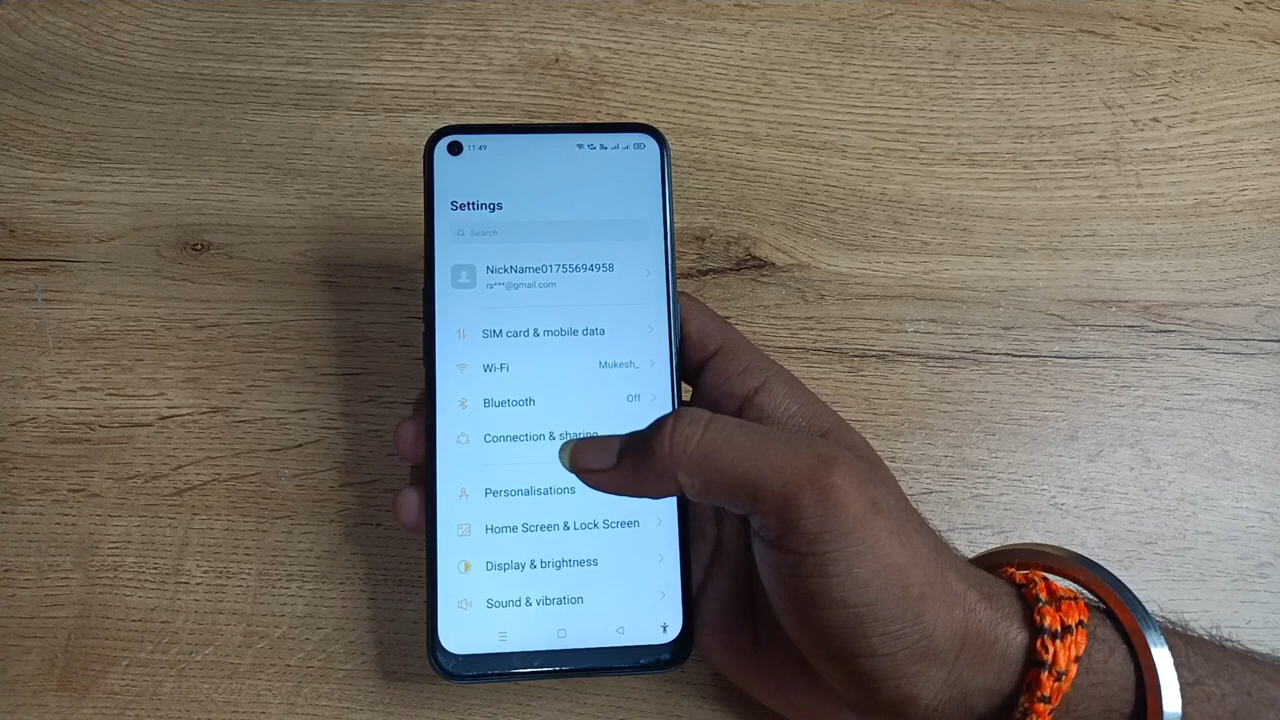 11:49
Settings
Search
NickName01755694958
ra***@gmail.com
SIM card & mobile data
Wi-Fi Mukesh_
Bluetooth Off
Connection & sharing
Personalisations
Home Screen & Lock Screen
Display & brightness
Sound & vibration